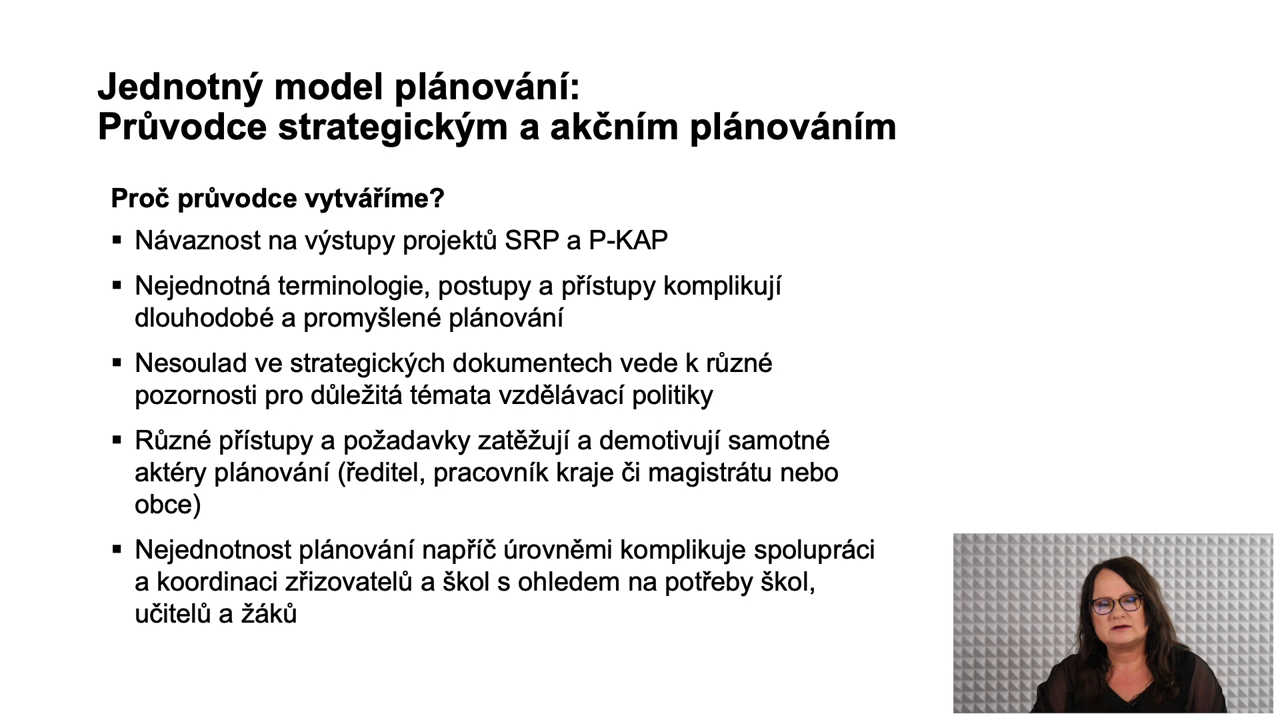 Jednotný model plánování:
Průvodce strategickým a akčním plánováním
Proč průvodce vytváříme?
▪ Návaznost na výstupy projektů SRP a P-KAP
▪ Nejednotná terminologie, postupy a přístupy komplikují
dlouhodobé a promyšlené plánování
▪ Nesoulad ve strategických dokumentech vede k různé
pozornosti pro důležitá témata vzdělávací politiky
▪ Různé přístupy a požadavky zatěžují a demotivují samotné
aktéry plánování (ředitel, pracovník kraje či magistrátu nebo
obce)
▪ Nejednotnost plánování napříč úrovněmi komplikuje spolupráci
a koordinaci zřizovatelů a škol s ohledem na potřeby škol,
učitelů a žáků